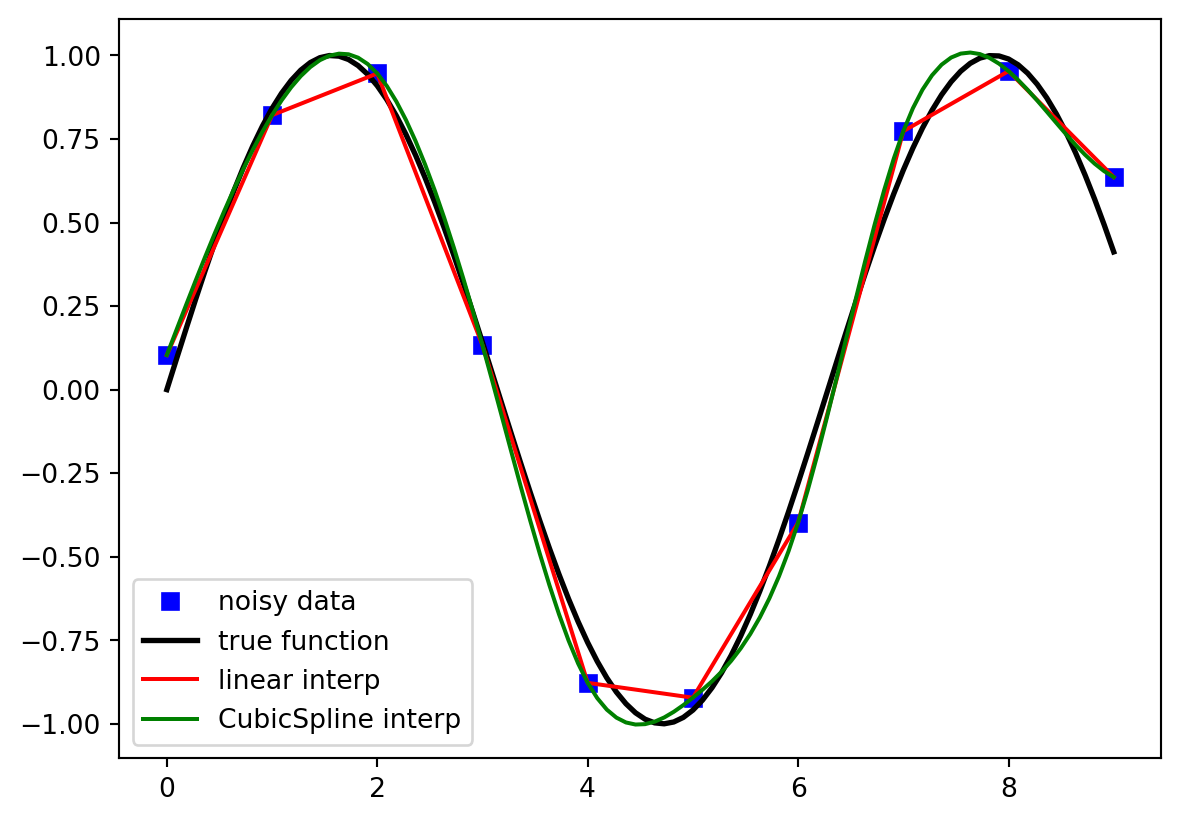 1.00
0.75
0.50
0.25
0.00
−0.25
−0.50
−0.75
−1.00
noisy data
true function
linear interp
CubicSpline interp
0 2 4 6 8